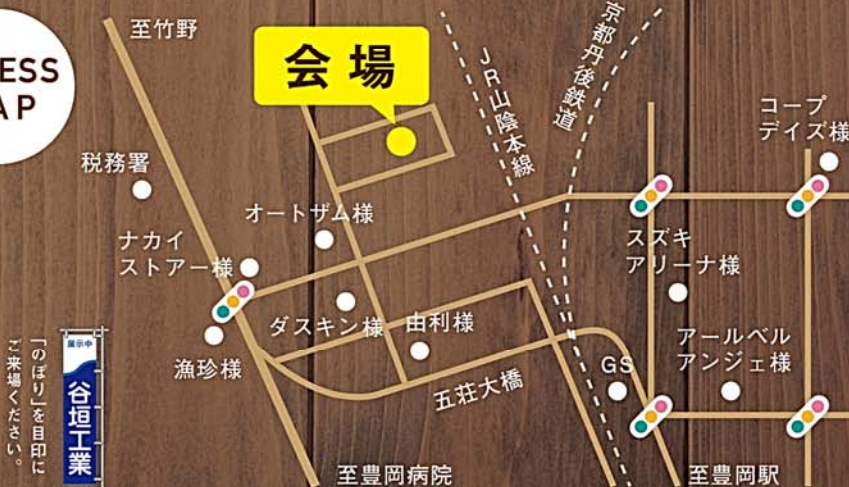 ESS
AP
至竹野
会場
JR山陰本線
京都丹後鉄道
コープ
デイズ様
税務署
オートザム様
ナカイ
ストアー様
スズキ
アリーナ様
ダスキン様
由利様
漁珍様
アールベル
アンジェ様
GS
五荘大橋
展示中
谷垣工業
「のぼり」を目印に
ご来場ください。
至豊岡病院
至豊岡駅